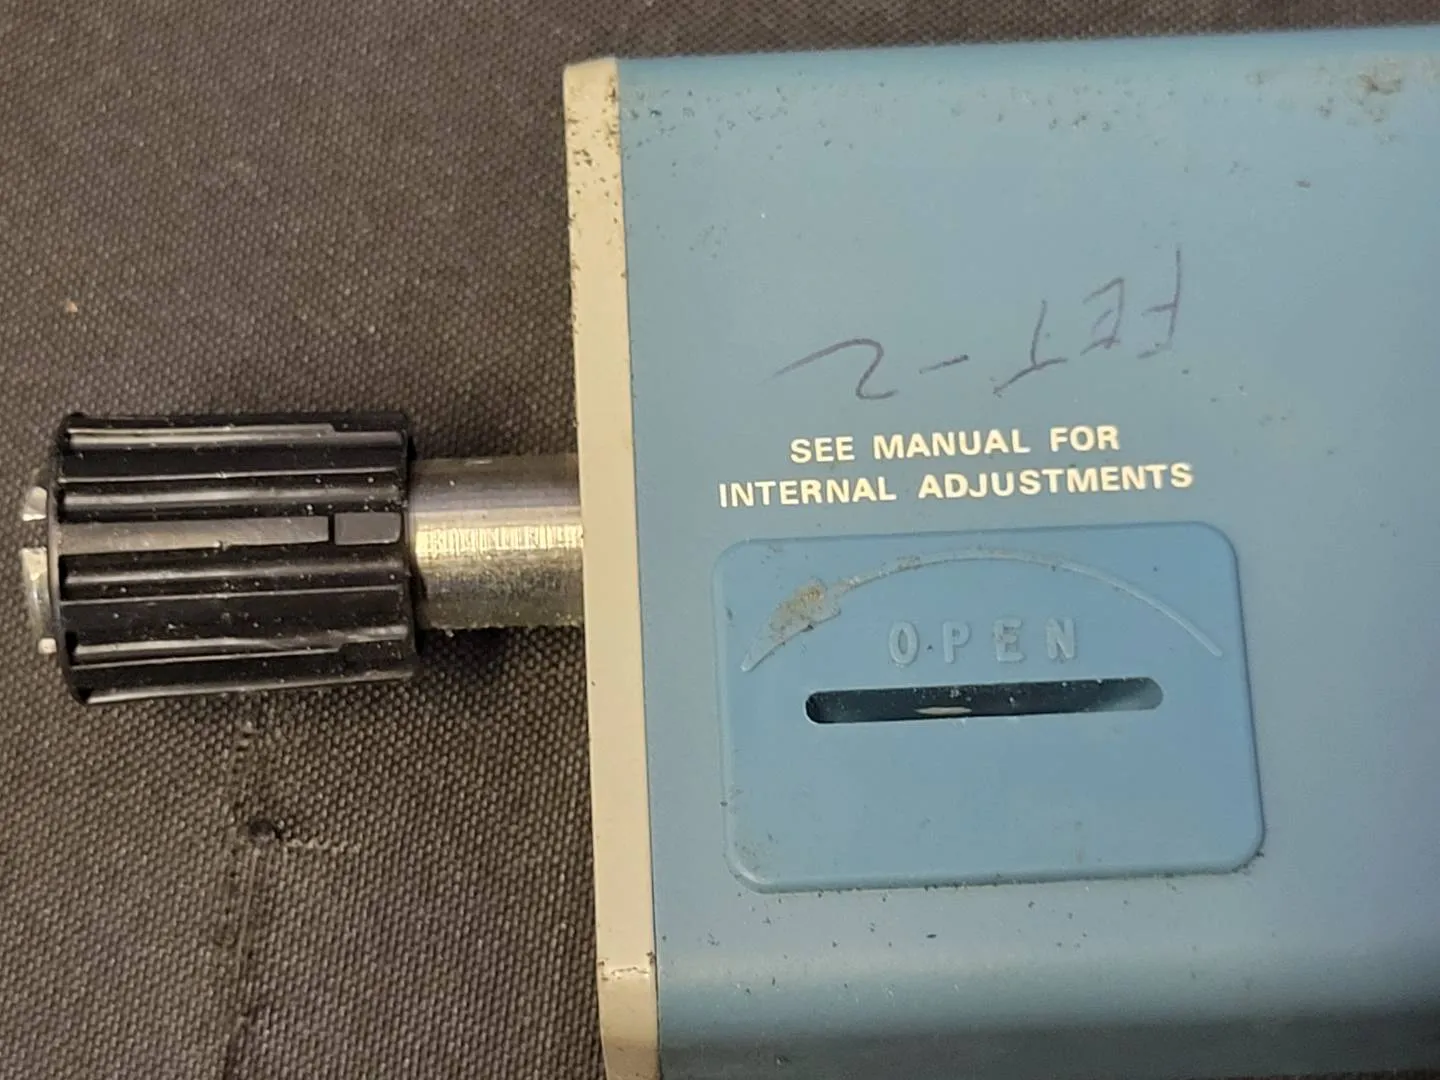 FET-2
SEE MANUAL FOR
INTERNAL ADJUSTMENTS
OPEN